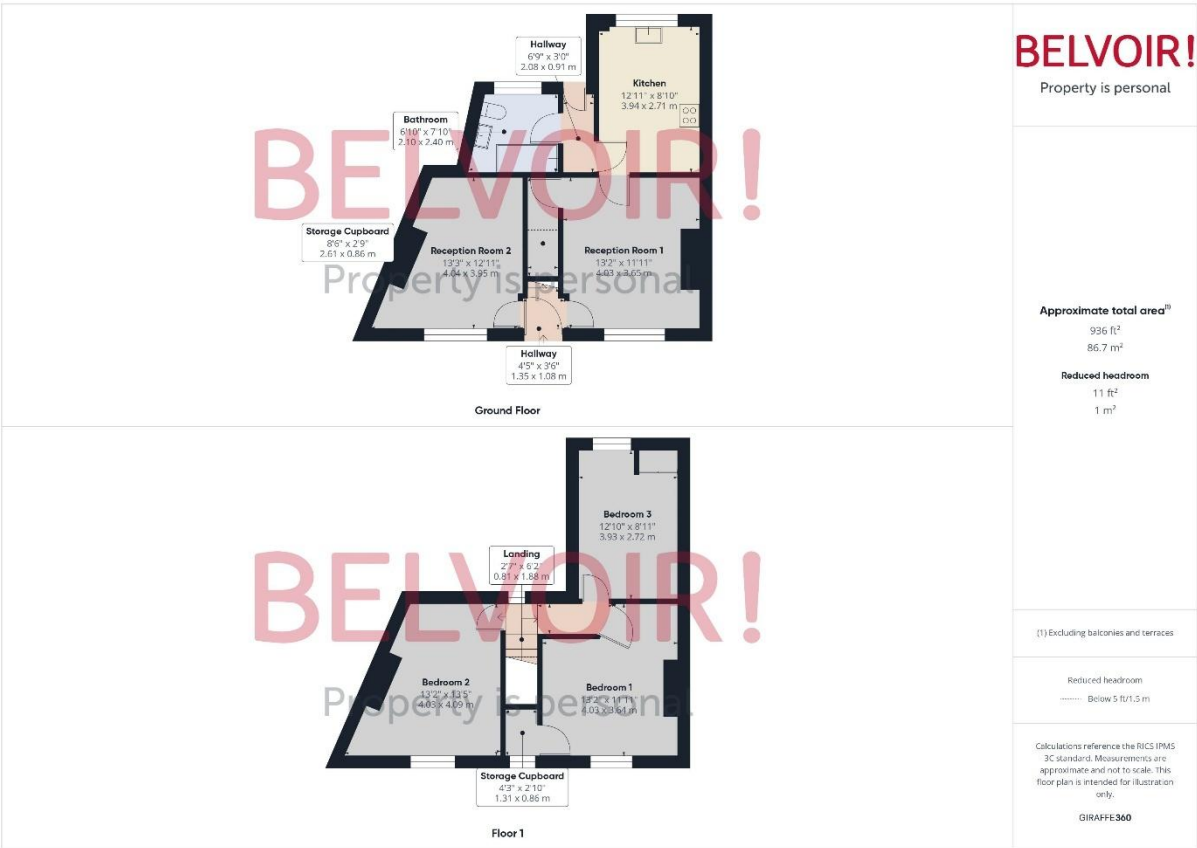 Hallway
6'9" x 3'0"
2.08 x 0.91 m
Kitchen
12'11" x 8'10"
3.94 x 2.71 m
Bathroom
6'10" x 7'10"
2.10 x 2.40 m
BELVOIR!
Storage Cupboard
8'6" x 2'9"
2.61 x 0.86 m
Reception Room 2
13'3" x 12'11"
4.04 x 3.95 m
Reception Room 1
13'2" x 11'11"
4.03 x 3.65 m
Property is personal
Hallway
4'5" x 3'6"
1.35 x 1.08 m
Ground Floor
Bedroom 3
12'10" x 8'11"
3.93 x 2.72 m
Landing
2'7" x 6'2"
0.81 x 1.88 m
BELVOIR!
Bedroom 2
13'2" x 13'5"
4.03 x 4.09 m
Bedroom 1
13'2" x 11'11"
4.03 x 3.64 m
Property is personal
Storage Cupboard
4'3" x 2'10"
1.31 x 0.86 m
Floor 1
BELVOIR!
Property is personal
Approximate total area(1)
936 ft²
86.7 m²
Reduced headroom
11 ft²
1 m²
(1) Excluding balconies and terraces
Reduced headroom
Below 5 ft/1.5 m
Calculations reference the RICS IPMS
3C standard. Measurements are
approximate and not to scale. This
floor plan is intended for illustration
only.
GIRAFFE360